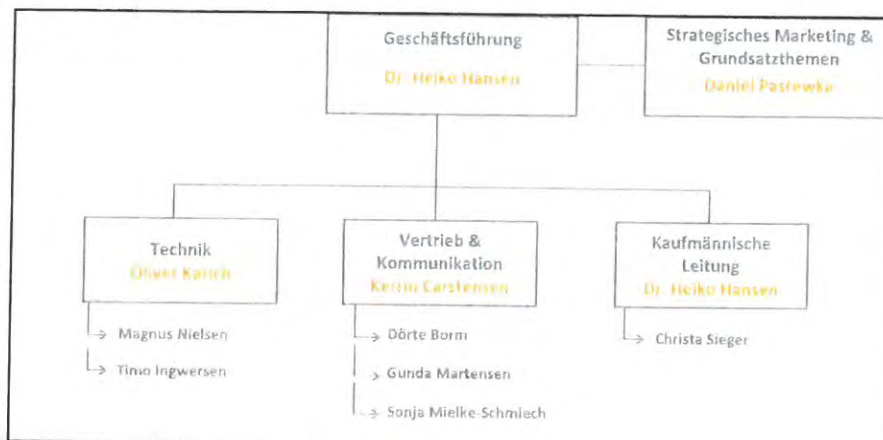 Geschäftsführung
Dr. Heiko Hansen
Strategisches Marketing &
Grundsatzthemen
Daniel Pastewka
Technik
Oliver Karich
Vertrieb &
Kommunikation
Kerrin Carstensen
Kaufmännische
Leitung
Dr. Heiko Hansen
Magnus Nielsen
Timo Ingwersen
Dörte Borm
Gunda Martensen
Sonja Mielke-Schmiech
Christa Sieger